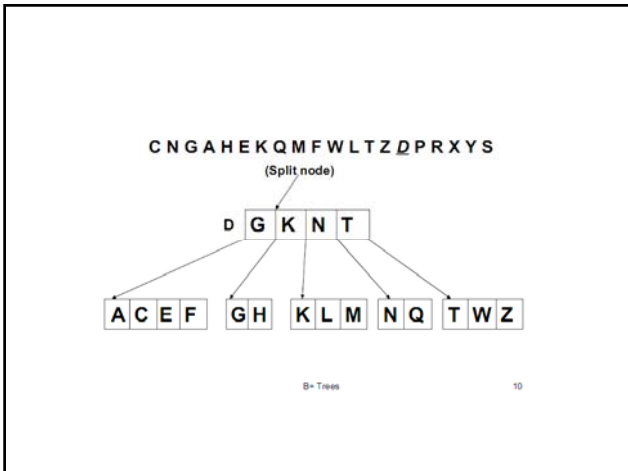 C N G A H E K Q M F W L T Z D P R X Y S
(Split node)
D G K N T
A C E F G H K L M N Q T W Z
B+ Trees 10